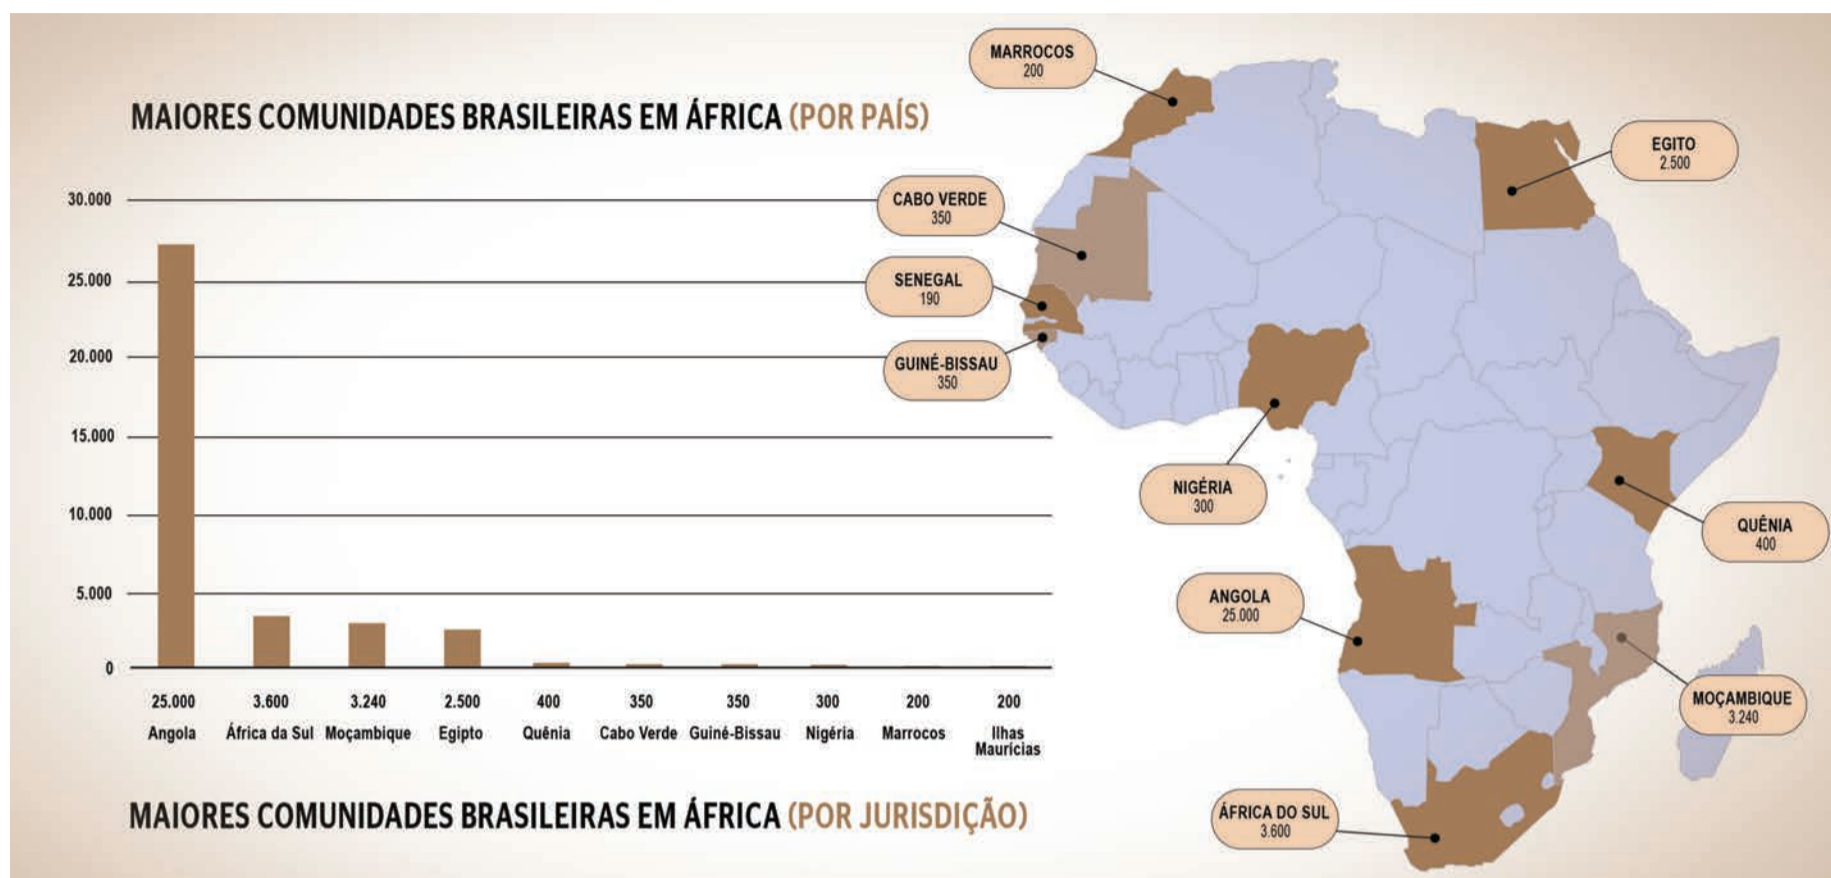 MAIORES COMUNIDADES BRASILEIRAS EM ÁFRICA (POR PAÍS)
30.000
25.000
20.000
15.000
10.000
5.000
0
25.000 3.600 3.240 2.500 400 350 350 300 200 200
Angola África da Sul Moçambique Egipto Quênia Cabo Verde Guiné-Bissau Nigéria Marrocos Ilhas
Maurícias
MAIORES COMUNIDADES BRASILEIRAS EM ÁFRICA (POR JURISDIÇÃO)
MARROCOS
200
EGITO
2.500
CABO VERDE
350
SENEGAL
190
GUINÉ-BISSAU
350
NIGÉRIA
300
QUÊNIA
400
ANGOLA
25.000
MOÇAMBIQUE
3.240
ÁFRICA DO SUL
3.600